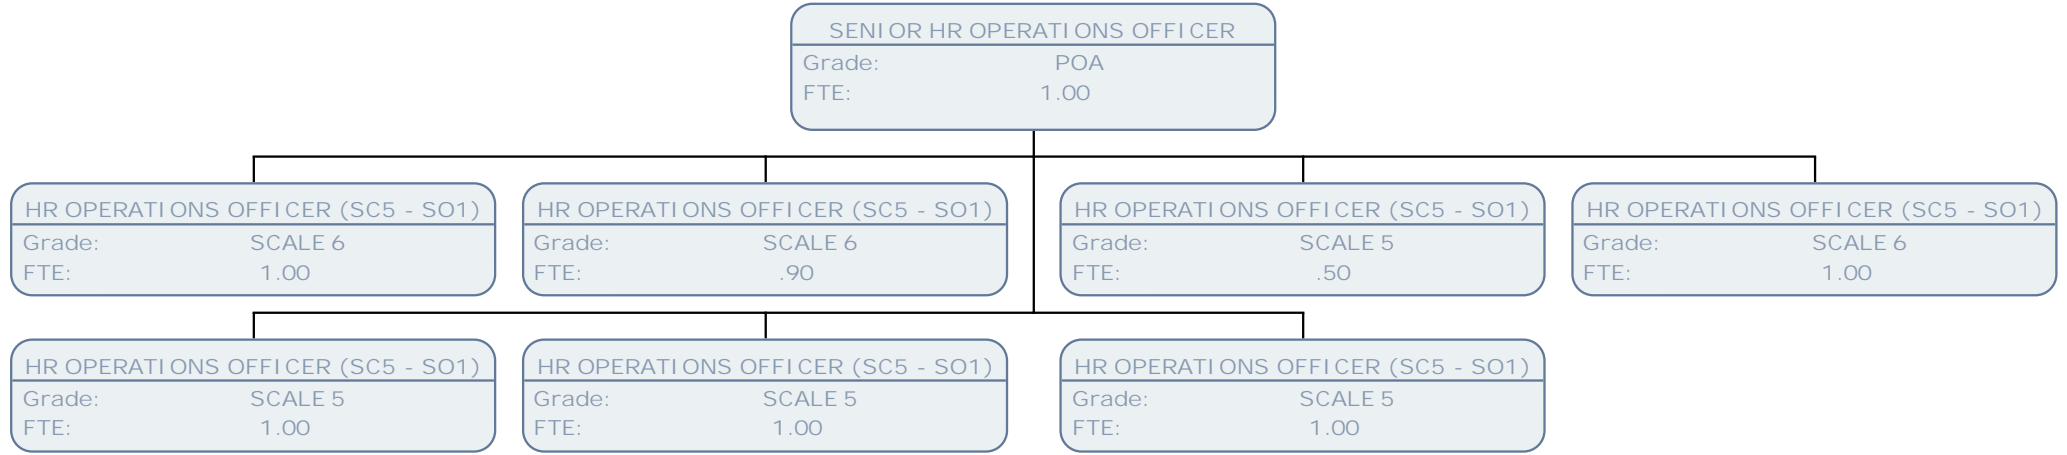 SENIOR HR OPERATIONS OFFICER
Grade: POA
FTE: 1.00
HR OPERATIONS OFFICER (SC5 - SO1)
Grade: SCALE 6
FTE: 1.00
HR OPERATIONS OFFICER (SC5 - SO1)
Grade: SCALE 6
FTE: .90
HR OPERATIONS OFFICER (SC5 - SO1)
Grade: SCALE 5
FTE: .50
HR OPERATIONS OFFICER (SC5 - SO1)
Grade: SCALE 6
FTE: 1.00
HR OPERATIONS OFFICER (SC5 - SO1)
Grade: SCALE 5
FTE: 1.00
HR OPERATIONS OFFICER (SC5 - SO1)
Grade: SCALE 5
FTE: 1.00
HR OPERATIONS OFFICER (SC5 - SO1)
Grade: SCALE 5
FTE: 1.00